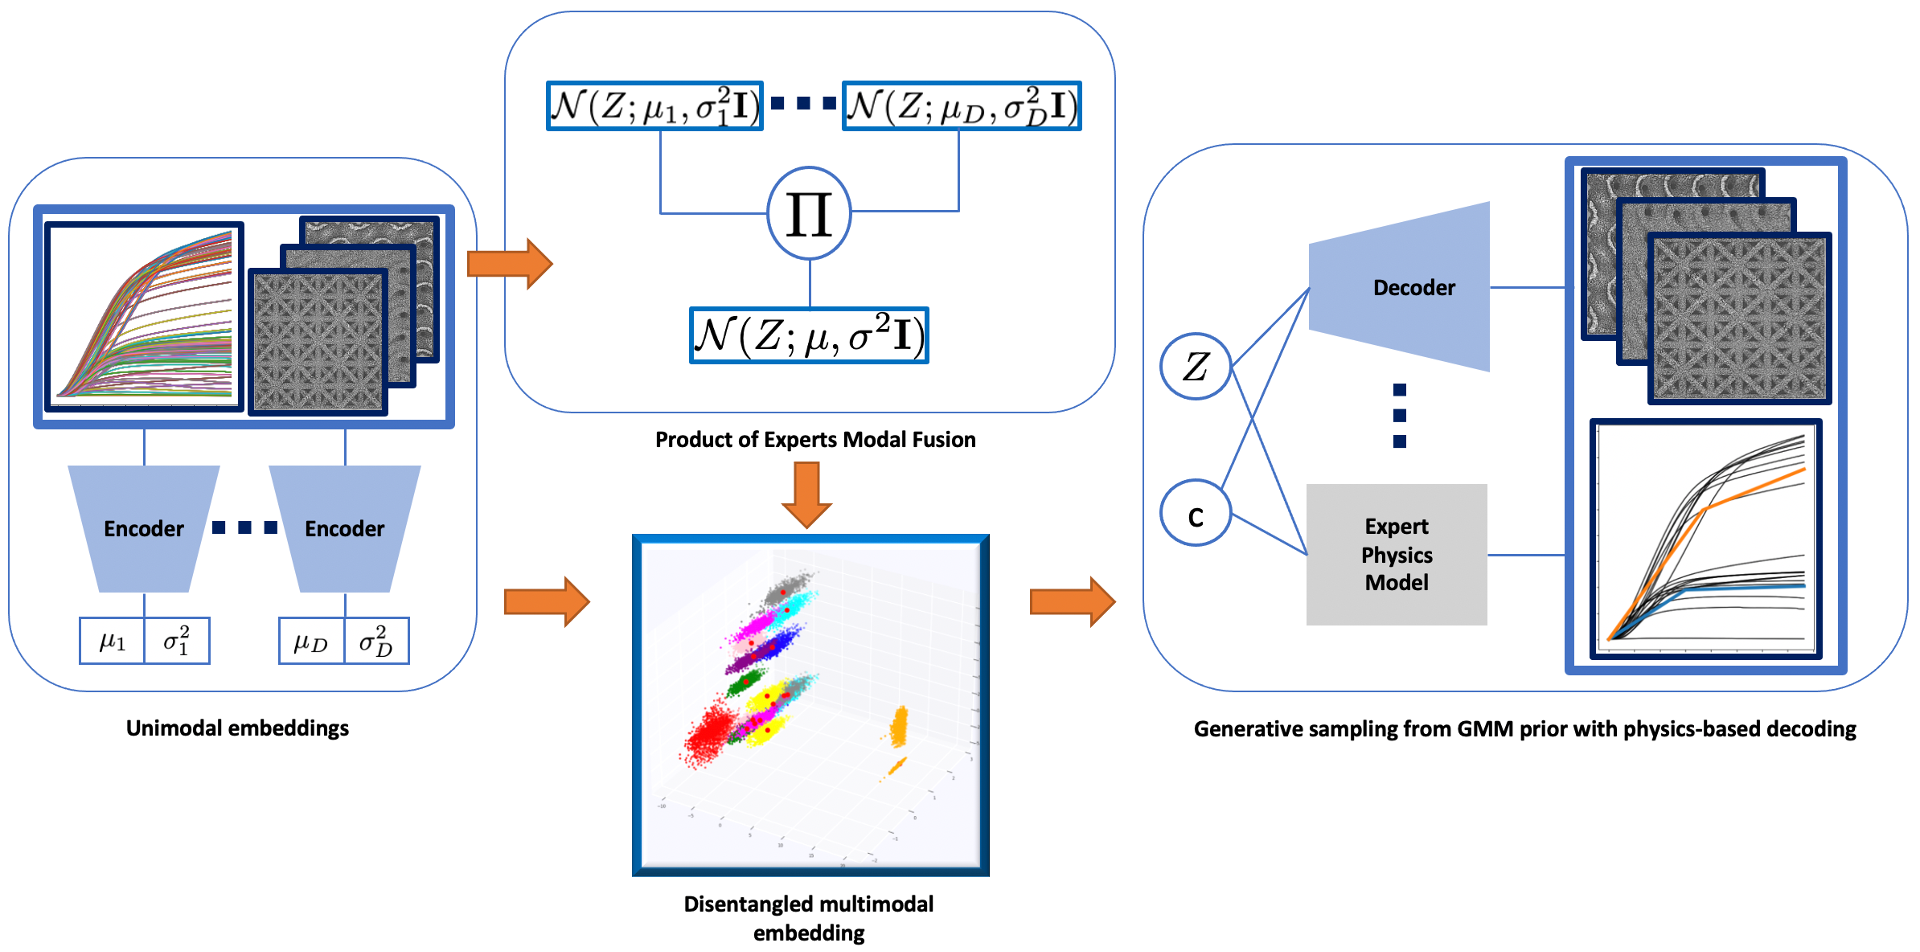 Encoder
Encoder
μ₁ σ₁²
μ_D σ_D²
Unimodal embeddings
𝒩(Z; μ₁, σ₁²𝐈)
𝒩(Z; μ_D, σ_D²𝐈)
Π
𝒩(Z; μ, σ²𝐈)
Product of Experts Modal Fusion
Disentangled multimodal
embedding
Z
c
Decoder
Expert
Physics
Model
Generative sampling from GMM prior with physics-based decoding